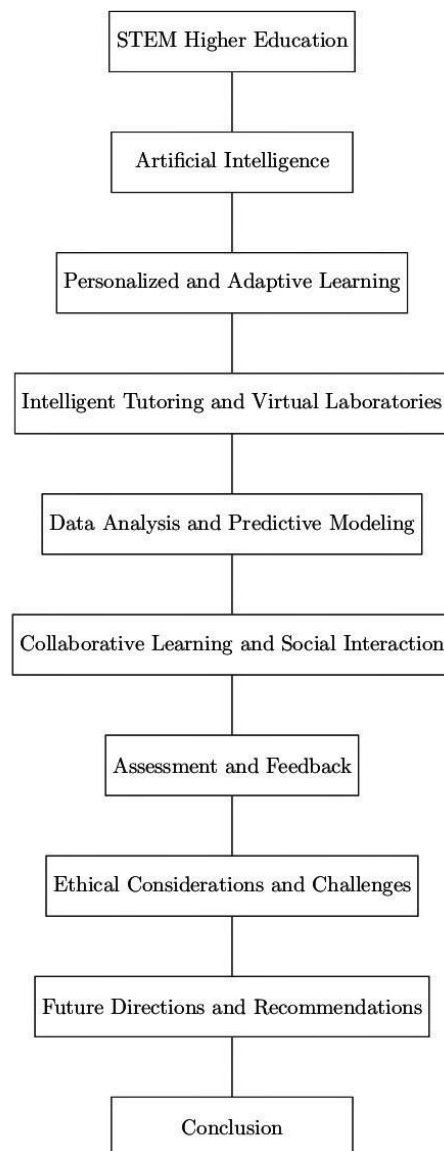 STEM Higher Education
Artificial Intelligence
Personalized and Adaptive Learning
Intelligent Tutoring and Virtual Laboratories
Data Analysis and Predictive Modeling
Collaborative Learning and Social Interaction
Assessment and Feedback
Ethical Considerations and Challenges
Future Directions and Recommendations
Conclusion